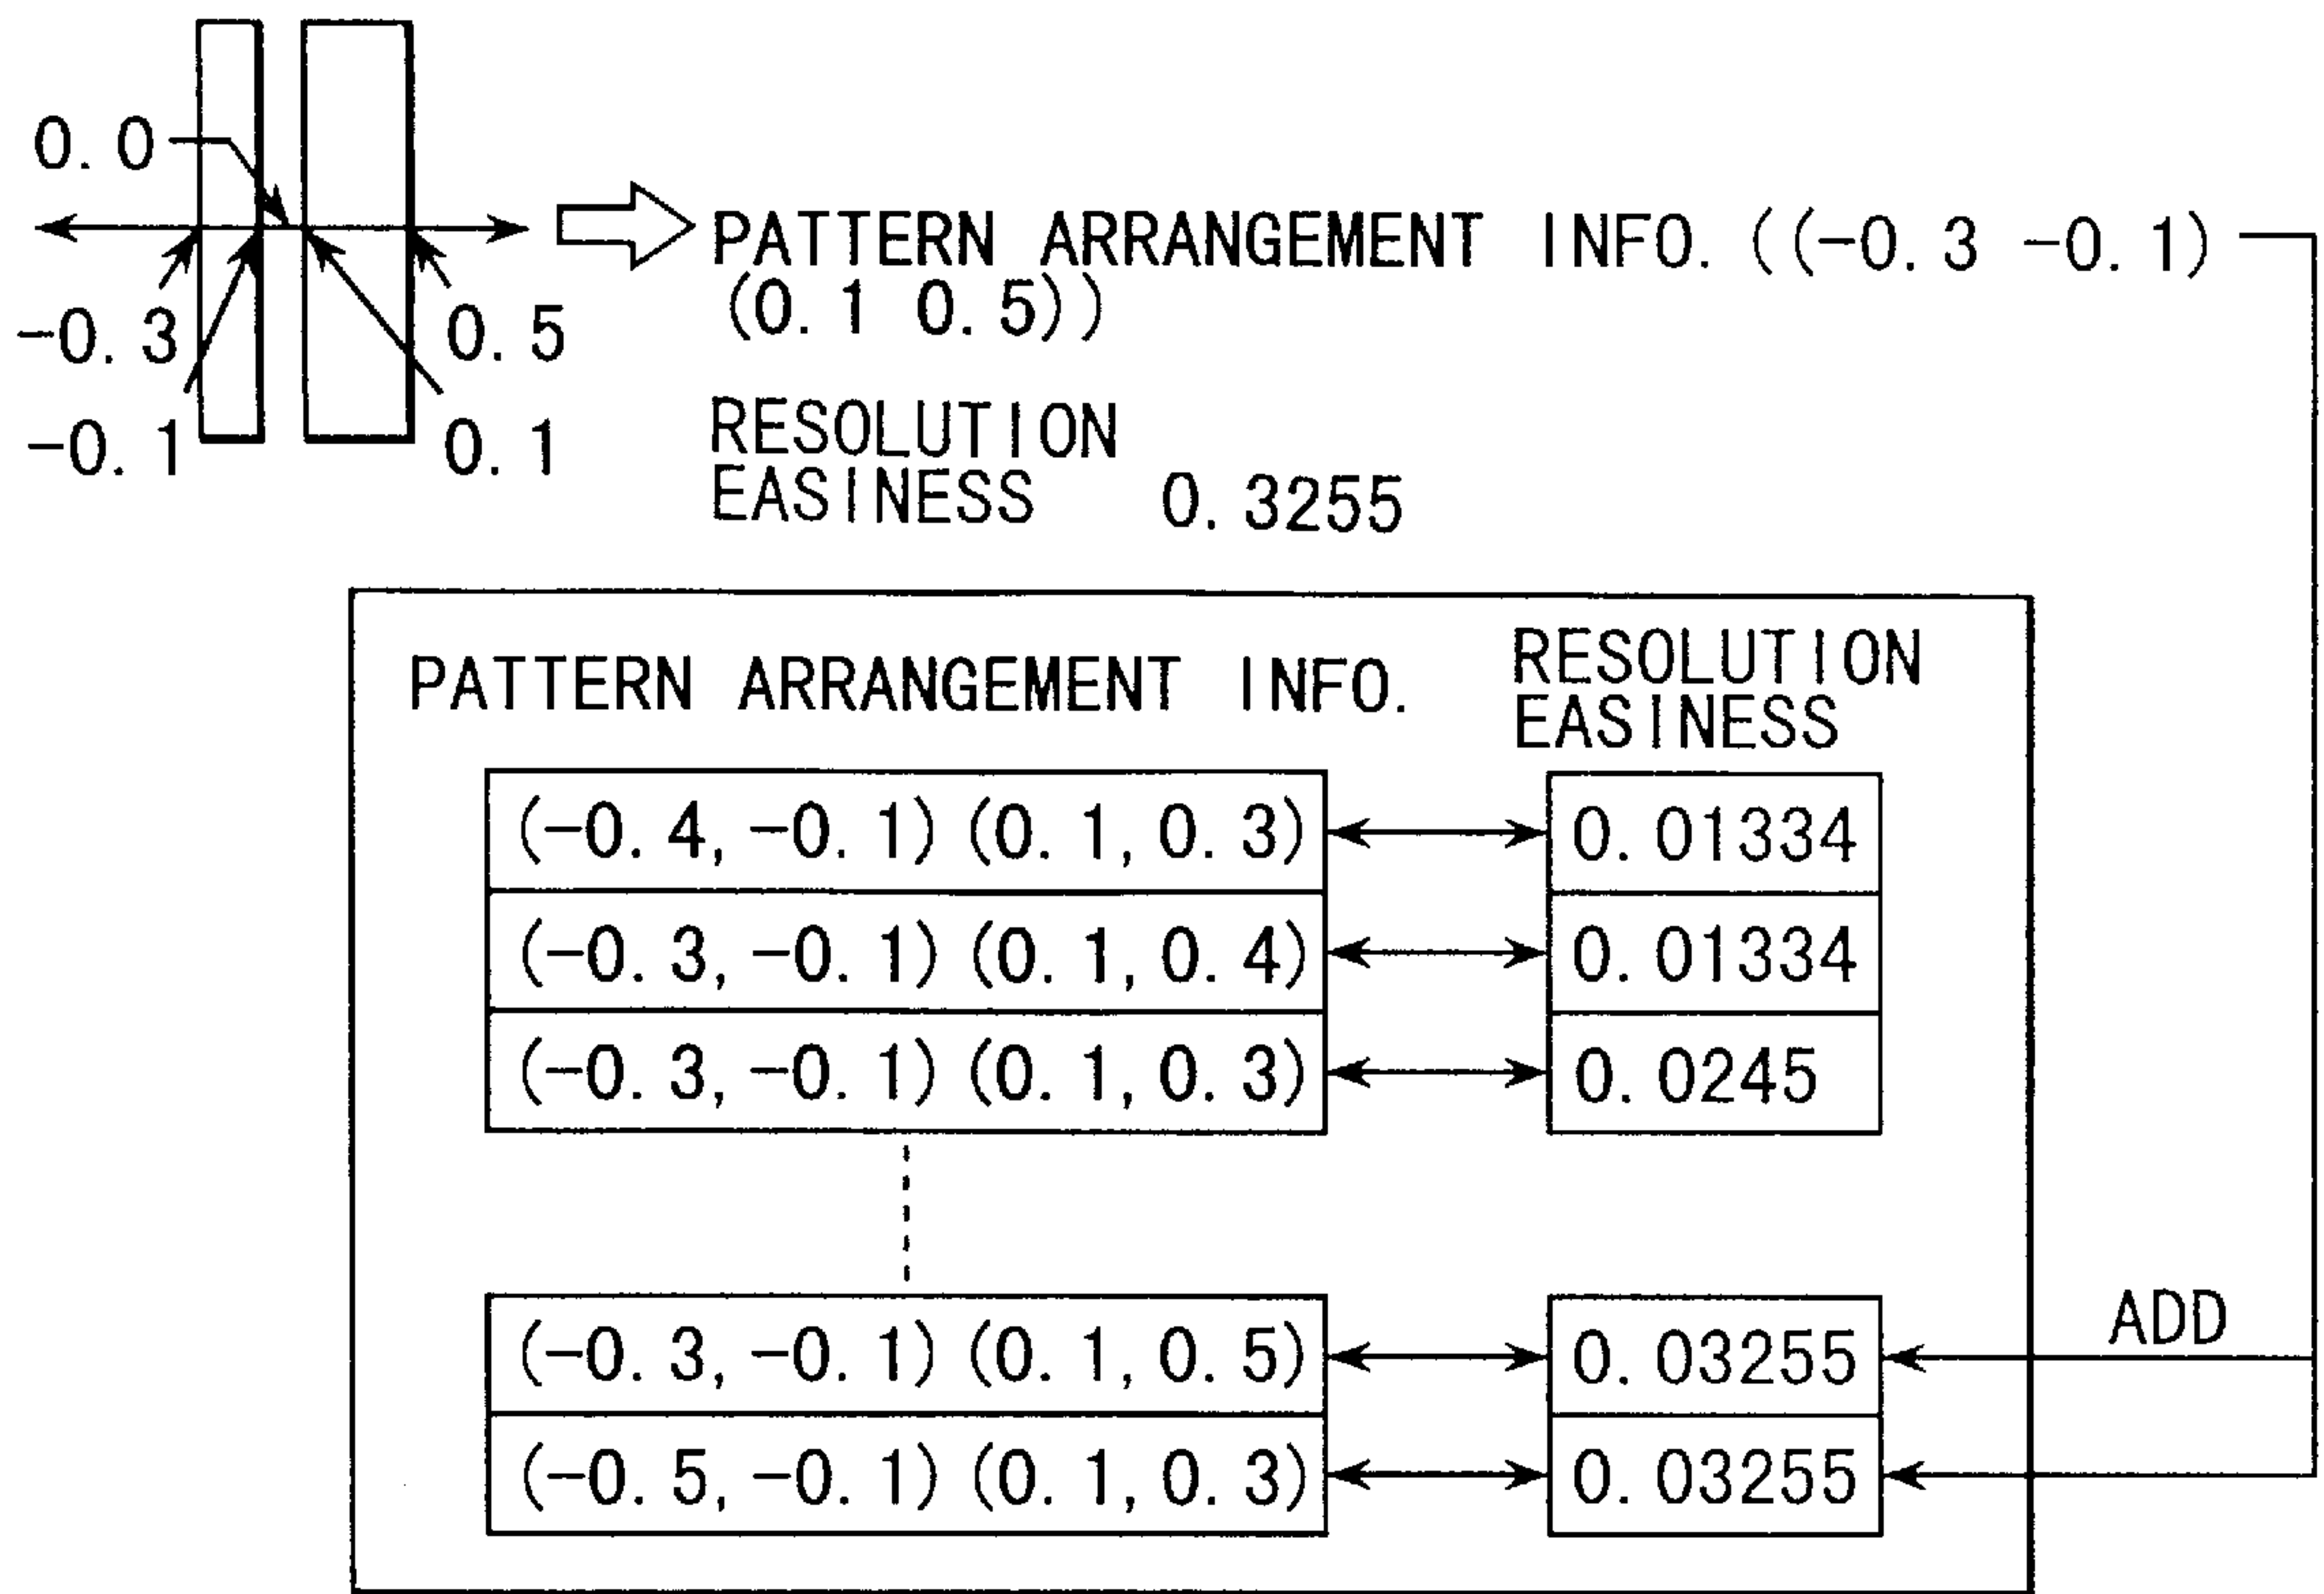 0.0
-0.3
-0.1
0.5
0.1
PATTERN ARRANGEMENT INFO. ((-0.3 -0.1)
(0.1 0.5))
RESOLUTION
EASINESS 0.3255
PATTERN ARRANGEMENT INFO.
RESOLUTION
EASINESS
(-0.4,-0.1)(0.1,0.3) 0.01334
(-0.3,-0.1)(0.1,0.4) 0.01334
(-0.3,-0.1)(0.1,0.3) 0.0245
(-0.3,-0.1)(0.1,0.5) 0.03255
ADD
(-0.5,-0.1)(0.1,0.3) 0.03255